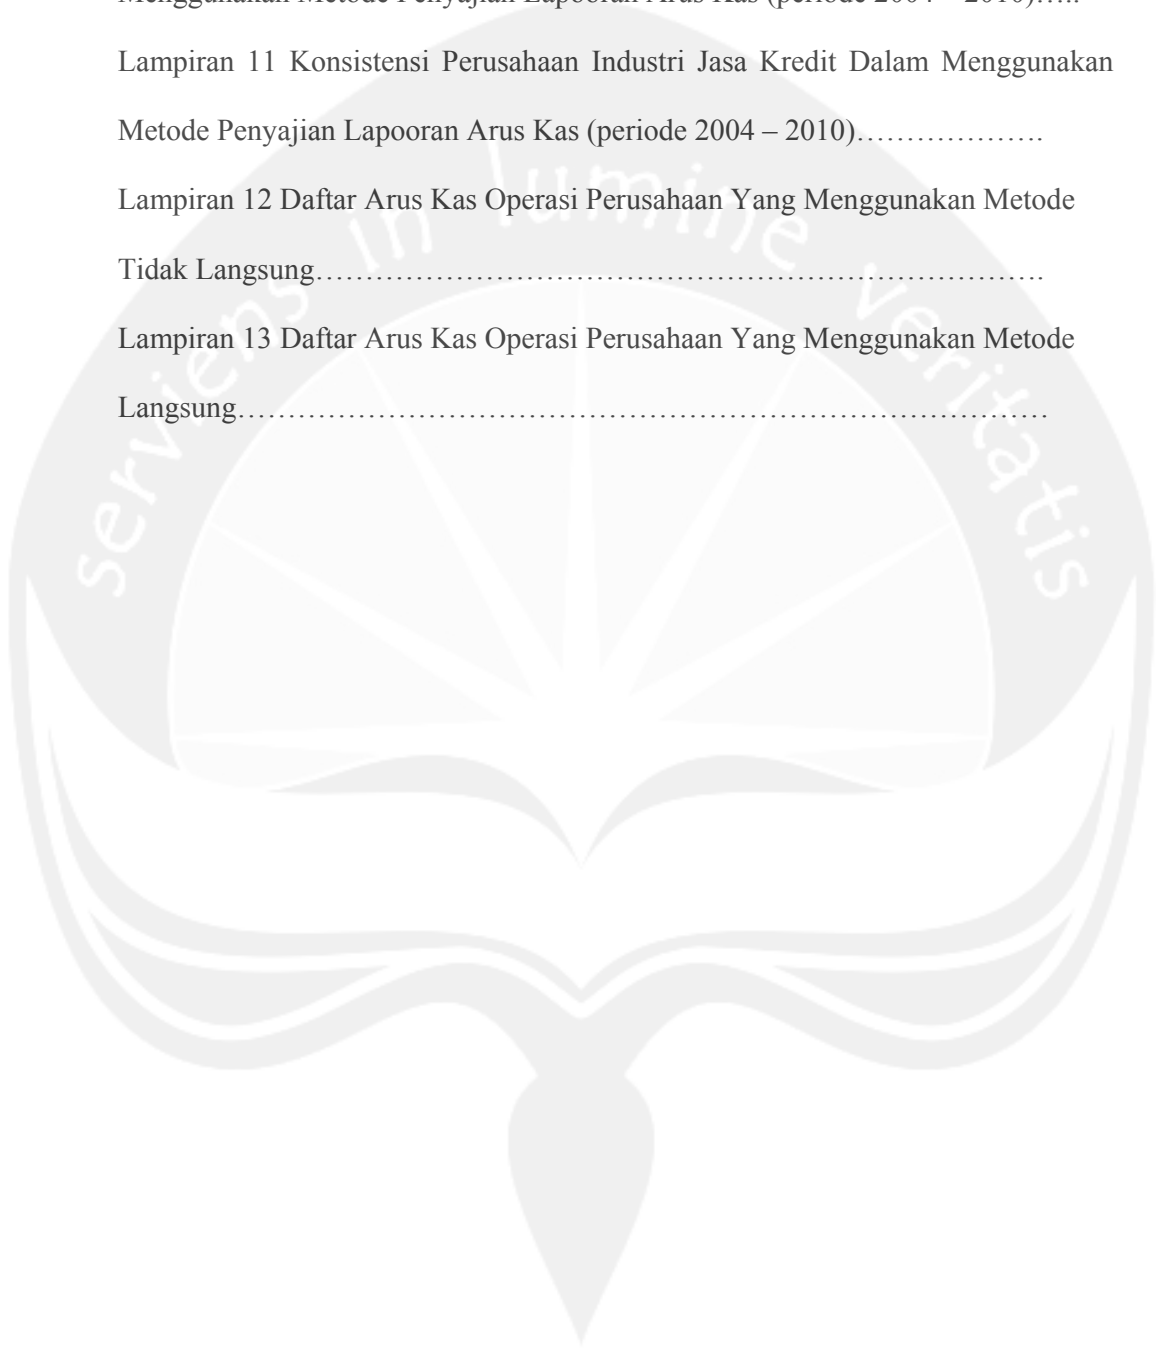 Menggunakan Metode Penyajian Lapooran Arus Kas (periode 2004 – 2010)…..
Lampiran 11 Konsistensi Perusahaan Industri Jasa Kredit Dalam Menggunakan
Metode Penyajian Lapooran Arus Kas (periode 2004 – 2010)……………….
Lampiran 12 Daftar Arus Kas Operasi Perusahaan Yang Menggunakan Metode
Tidak Langsung……………………………………………………………….
Lampiran 13 Daftar Arus Kas Operasi Perusahaan Yang Menggunakan Metode
Langsung………………………………………………………………………
serviens in lumine veritatis